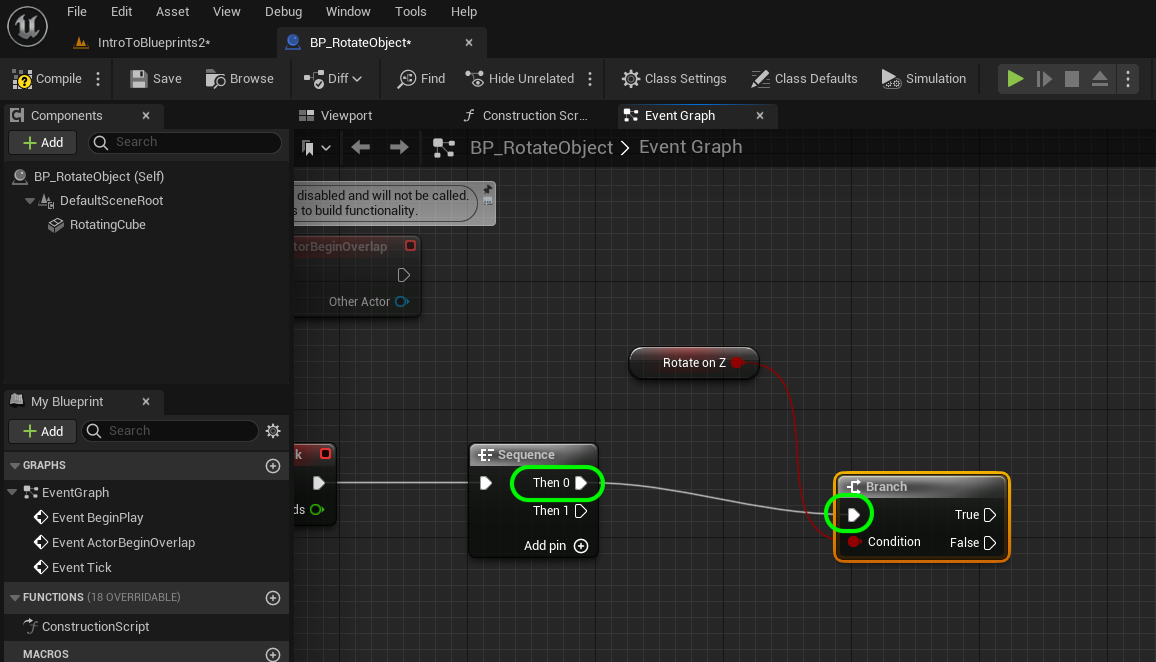 File Edit Asset View Debug Window Tools Help
IntroToBlueprints2*
BP_RotateObject*
Compile Save Browse Diff Find Hide Unrelated Class Settings Class Defaults Simulation
Components
Add Search
BP_RotateObject (Self)
DefaultSceneRoot
RotatingCube
My Blueprint
Add Search
GRAPHS
EventGraph
Event BeginPlay
Event ActorBeginOverlap
Event Tick
FUNCTIONS (18 OVERRIDABLE)
ConstructionScript
MACROS
Viewport Construction Scr... Event Graph
BP_RotateObject > Event Graph
disabled and will not be called.
s to build functionality.
torBeginOverlap
Other Actor
Rotate on Z
k
ds
Sequence
Then 0
Then 1
Add pin
Branch
True
Condition False